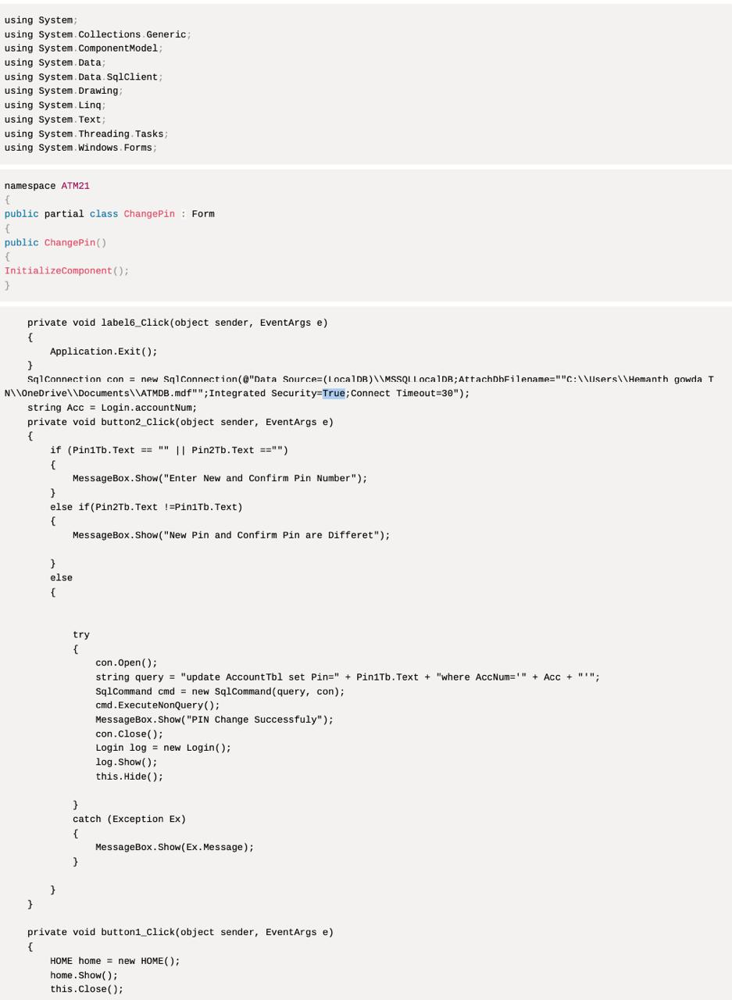 using System;
using System.Collections.Generic;
using System.ComponentModel;
using System.Data;
using System.Data.SqlClient;
using System.Drawing;
using System.Linq;
using System.Text;
using System.Threading.Tasks;
using System.Windows.Forms;
namespace ATM21
{
public partial class ChangePin : Form
{
public ChangePin()
{
InitializeComponent();
}
private void label6_Click(object sender, EventArgs e)
{
Application.Exit();
}
SqlConnection con = new SqlConnection(@"Data Source=(LocalDB)\\MSSQLLocalDB;AttachDbFilename=""C:\\Users\\Hemanth gowda T
N\\OneDrive\\Documents\\ATMDB.mdf"";Integrated Security=True;Connect Timeout=30");
string Acc = Login.accountNum;
private void button2_Click(object sender, EventArgs e)
{
if (Pin1Tb.Text == "" || Pin2Tb.Text =="")
{
MessageBox.Show("Enter New and Confirm Pin Number");
}
else if(Pin2Tb.Text !=Pin1Tb.Text)
{
MessageBox.Show("New Pin and Confirm Pin are Differet");
}
else
{
try
{
con.Open();
string query = "update AccountTbl set Pin=" + Pin1Tb.Text + "where AccNum='" + Acc + "'";
SqlCommand cmd = new SqlCommand(query, con);
cmd.ExecuteNonQuery();
MessageBox.Show("PIN Change Successfuly");
con.Close();
Login log = new Login();
log.Show();
this.Hide();
}
catch (Exception Ex)
{
MessageBox.Show(Ex.Message);
}
}
}
private void button1_Click(object sender, EventArgs e)
{
HOME home = new HOME();
home.Show();
this.Close();